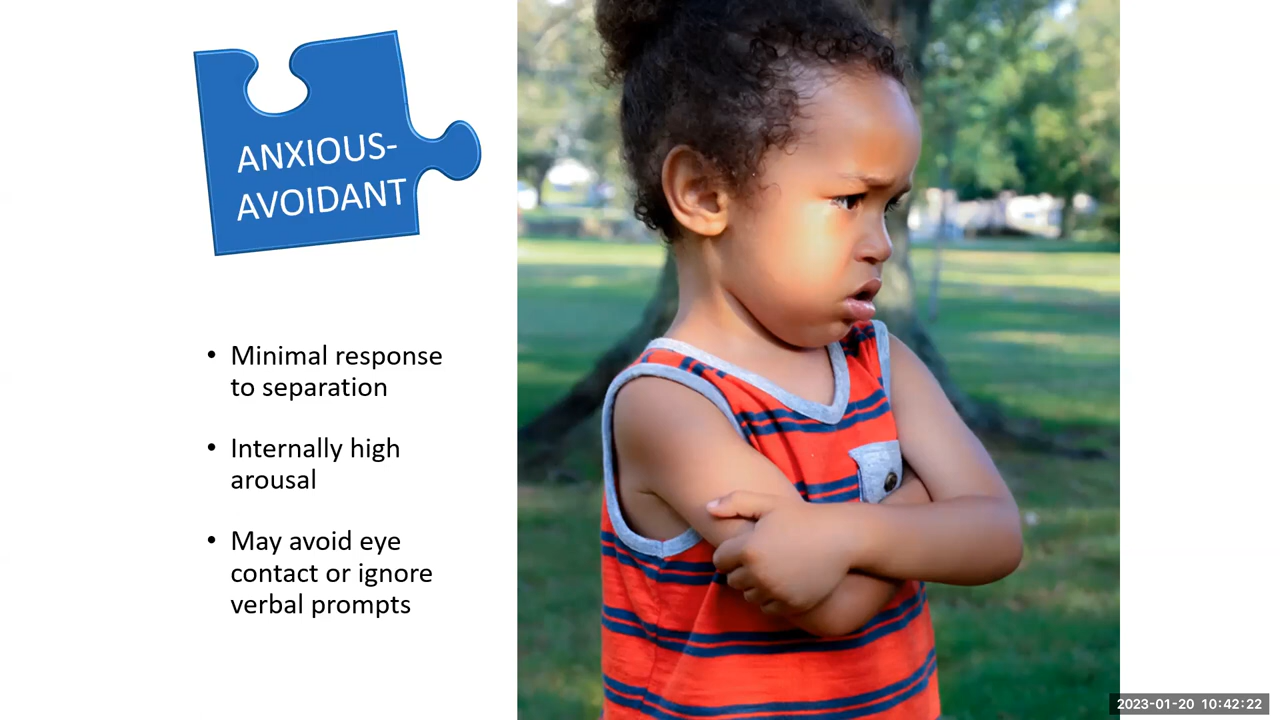 ANXIOUS-
AVOIDANT
• Minimal response
to separation
• Internally high
arousal
• May avoid eye
contact or ignore
verbal prompts
2023-01-20 10:42:22